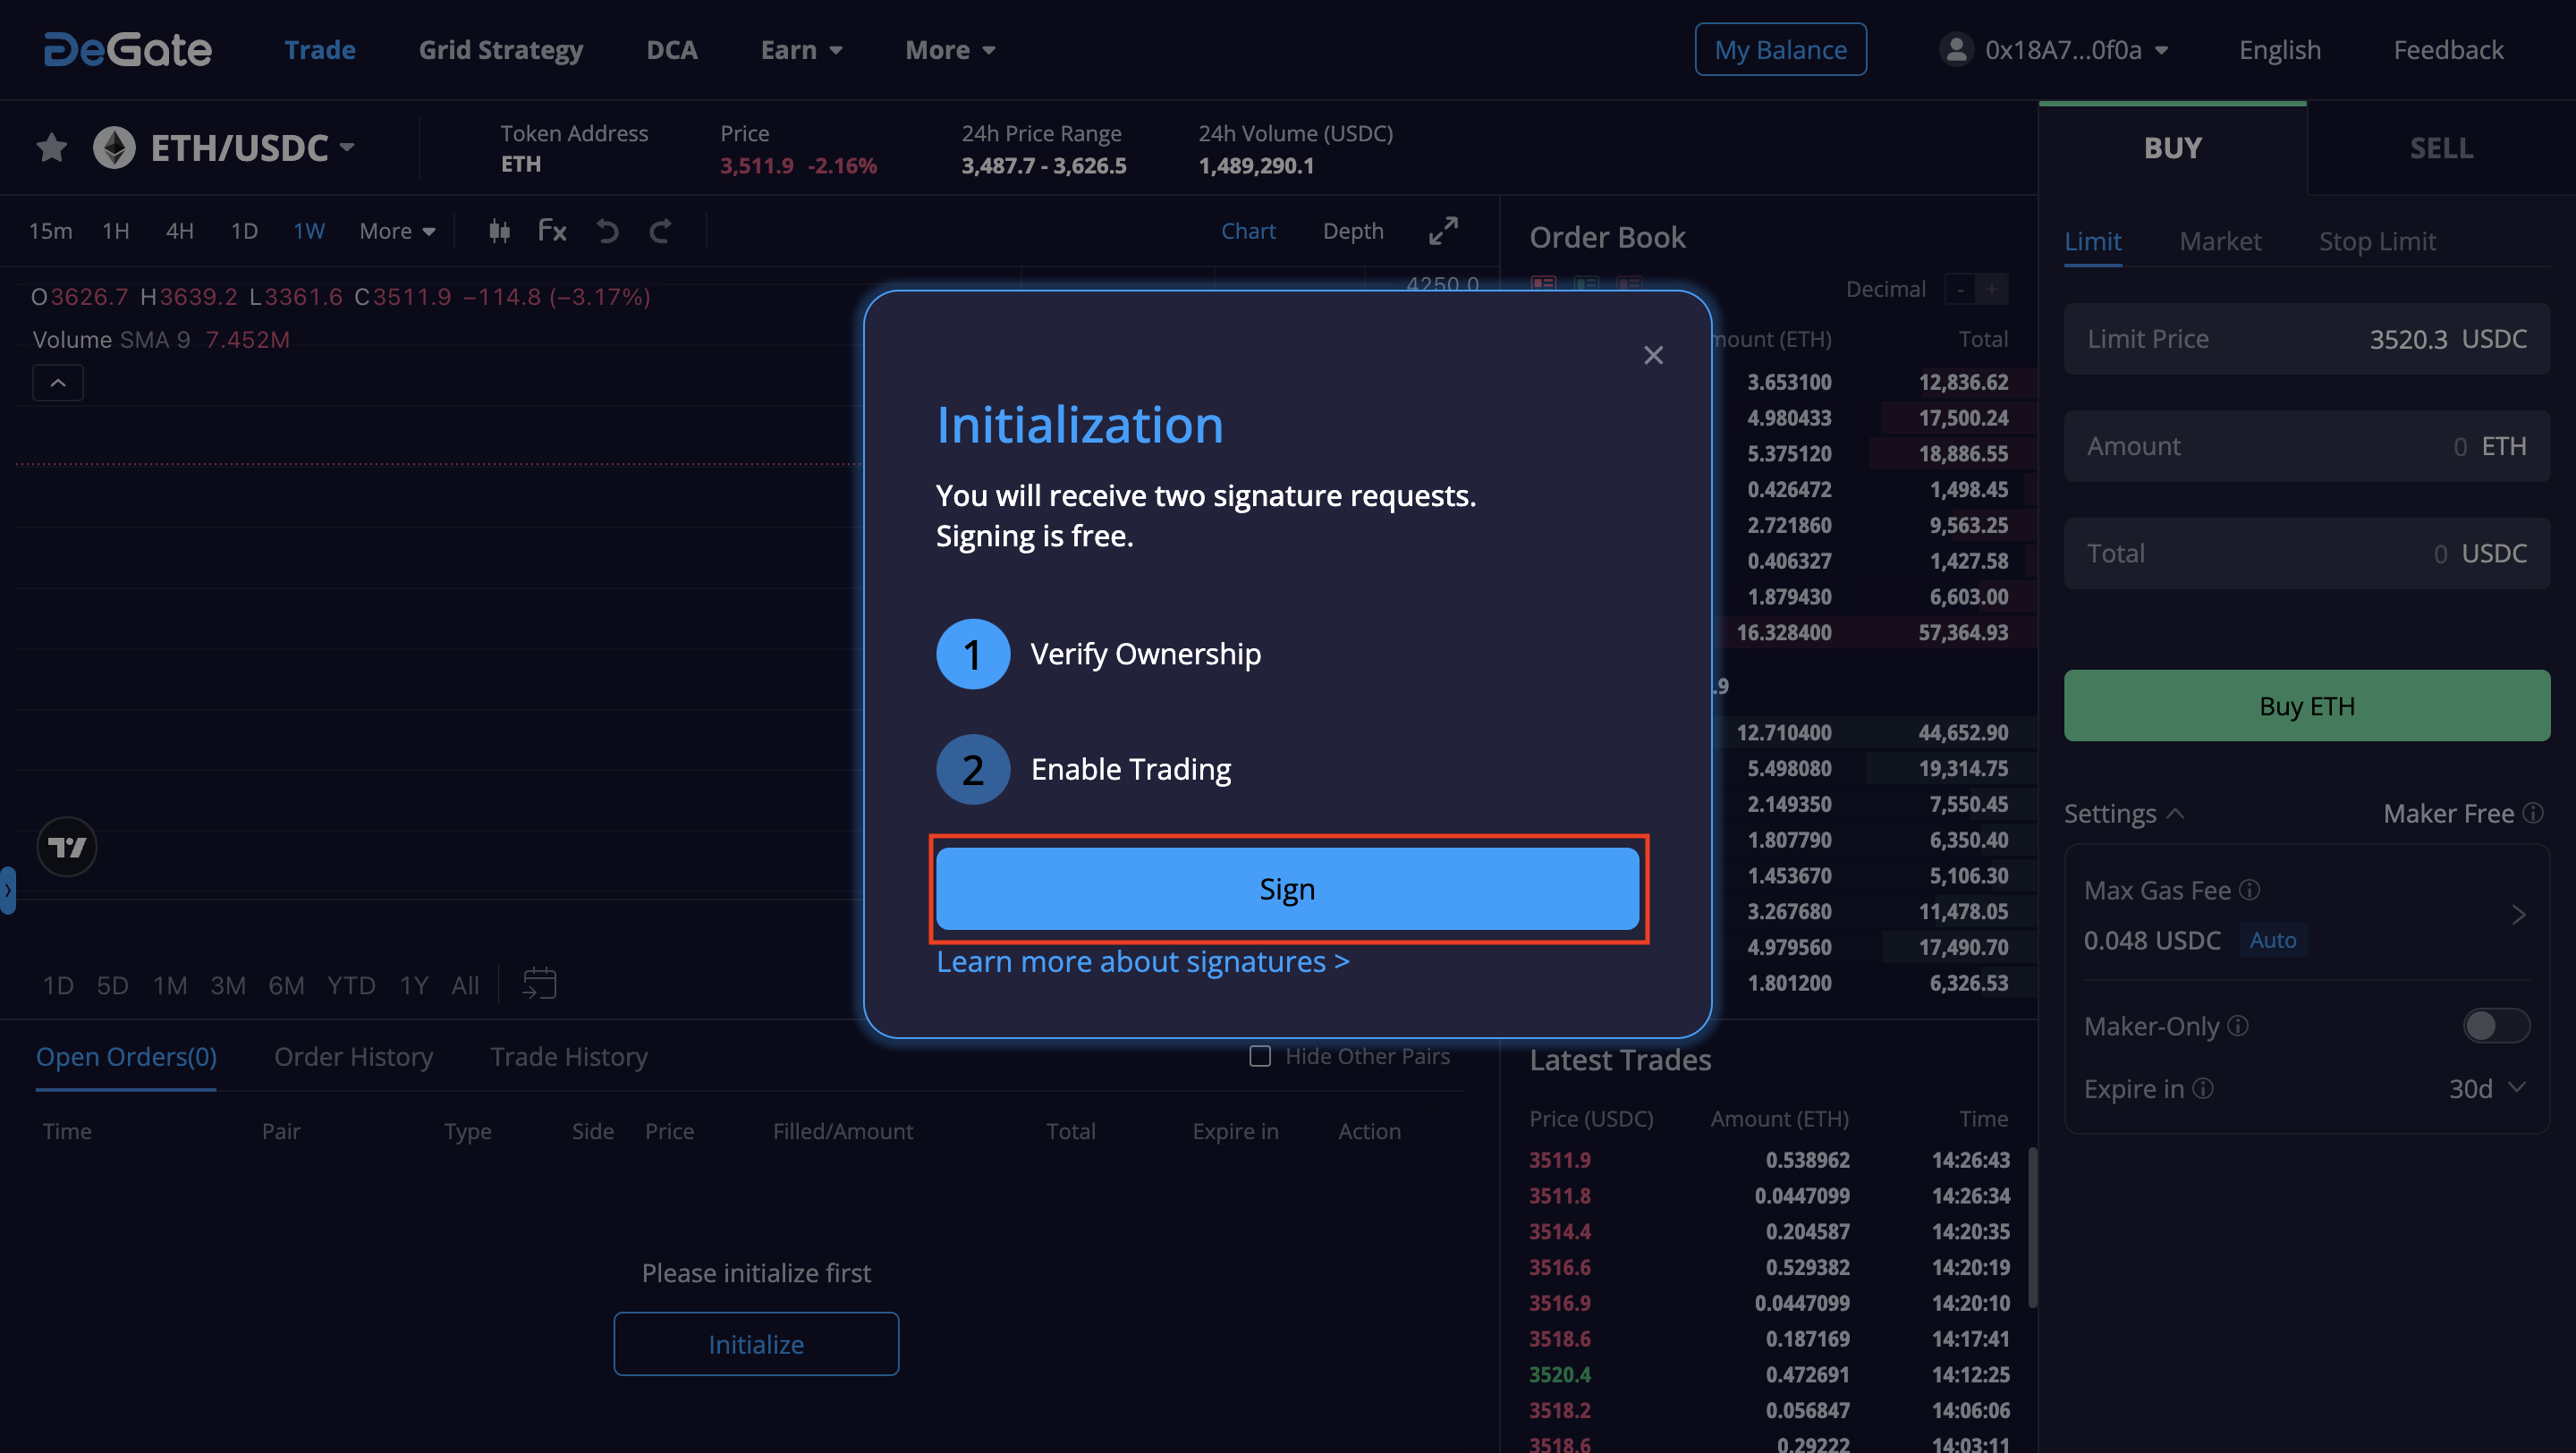 DeGate Trade Grid Strategy DCA Earn More My Balance 0x18A7...0f0a English Feedback
ETH/USDC
Token Address
ETH
Price
3,511.9 -2.16%
24h Price Range
3,487.7 - 3,626.5
24h Volume (USDC)
1,489,290.1
15m 1H 4H 1D 1W More Fx Chart Depth
O3626.7 H3639.2 L3361.6 C3511.9 −114.8 (−3.17%)
Volume SMA 9 7.452M
1D 5D 1M 3M 6M YTD 1Y All
Initialization
You will receive two signature requests.
Signing is free.
1 Verify Ownership
2 Enable Trading
Sign
Learn more about signatures >
Order Book
Decimal - +
(ETH) Total
3.653100 12,836.62
4.980433 17,500.24
5.375120 18,886.55
0.426472 1,498.45
2.721860 9,563.25
0.406327 1,427.58
1.879430 6,603.00
16.328400 57,364.93
.9
12.710400 44,652.90
5.498080 19,314.75
2.149350 7,550.45
1.807790 6,350.40
1.453670 5,106.30
3.267680 11,478.05
4.979560 17,490.70
1.801200 6,326.53
BUY SELL
Limit Market Stop Limit
Limit Price 3520.3 USDC
Amount 0 ETH
Total 0 USDC
Buy ETH
Settings Maker Free
Max Gas Fee
0.048 USDC Auto
Maker-Only
Expire in 30d
Open Orders(0) Order History Trade History Hide Other Pairs
Time Pair Type Side Price Filled/Amount Total Expire in Action
Please initialize first
Initialize
Latest Trades
Price (USDC) Amount (ETH) Time
3511.9 0.538962 14:26:43
3511.8 0.0447099 14:26:34
3514.4 0.204587 14:20:35
3516.6 0.529382 14:20:19
3516.9 0.0447099 14:20:10
3518.6 0.187169 14:17:41
3520.4 0.472691 14:12:25
3518.2 0.056847 14:06:06
3518.6 0.29222 14:03:11